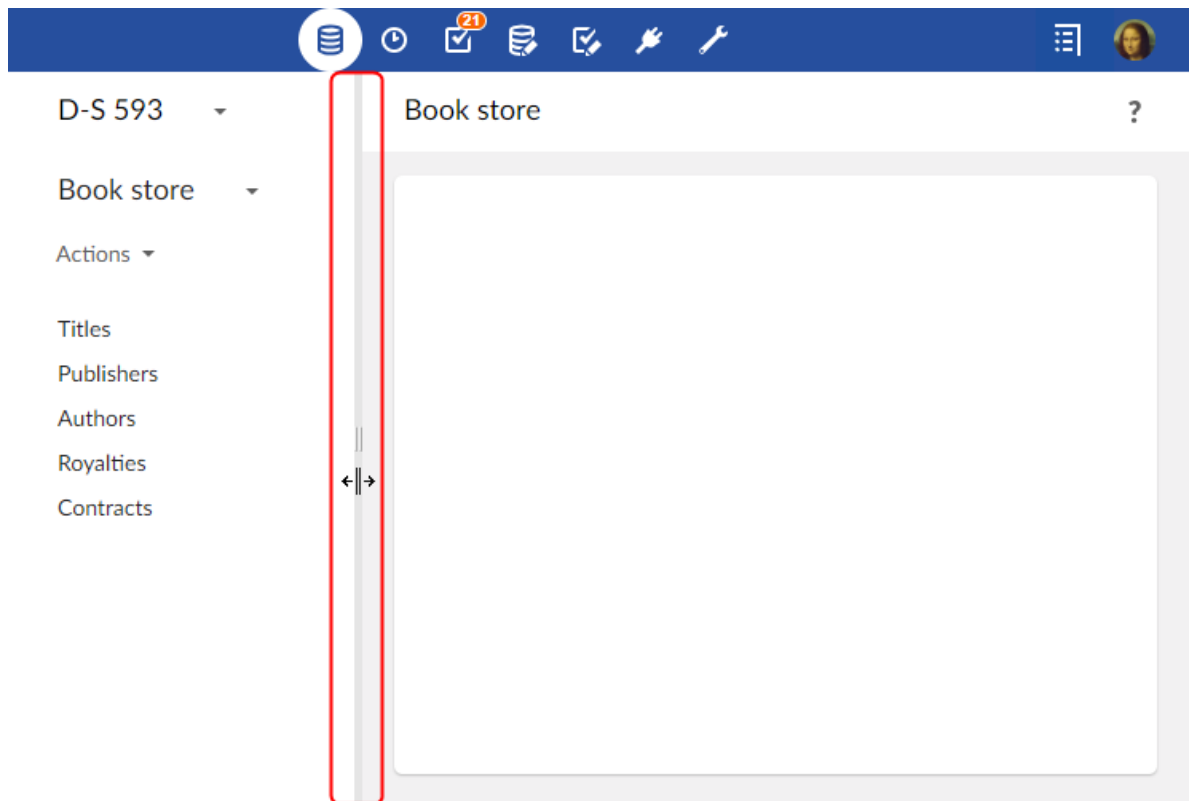 21
D-S 593
Book store
?
Book store
Actions
Titles
Publishers
Authors
Royalties
Contracts